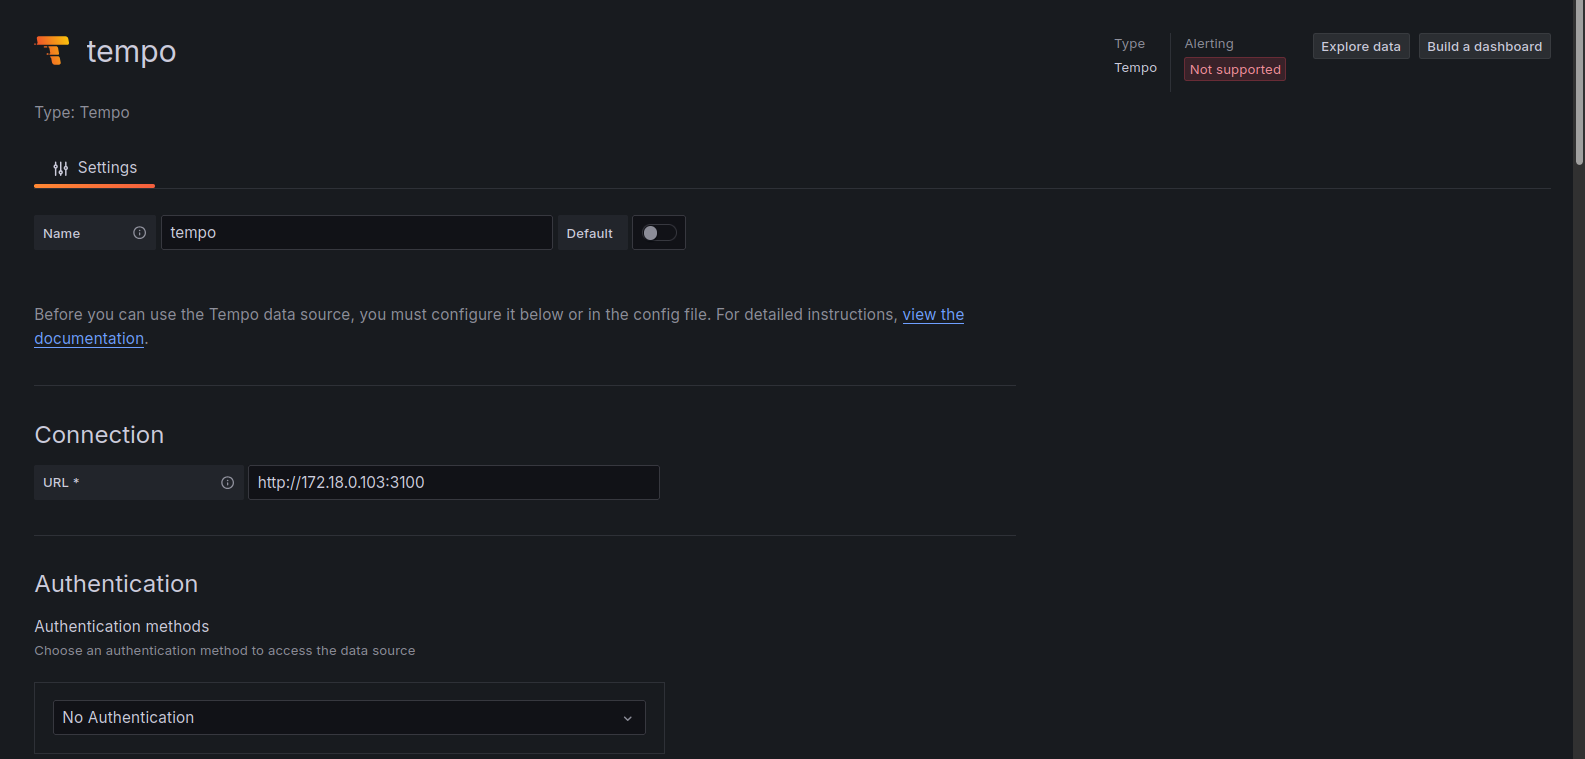 tempo
Type
Tempo
Alerting
Not supported
Explore data
Build a dashboard
Type: Tempo
Settings
Name
tempo
Default
Before you can use the Tempo data source, you must configure it below or in the config file. For detailed instructions, view the
documentation.
Connection
URL *
http://172.18.0.103:3100
Authentication
Authentication methods
Choose an authentication method to access the data source
No Authentication